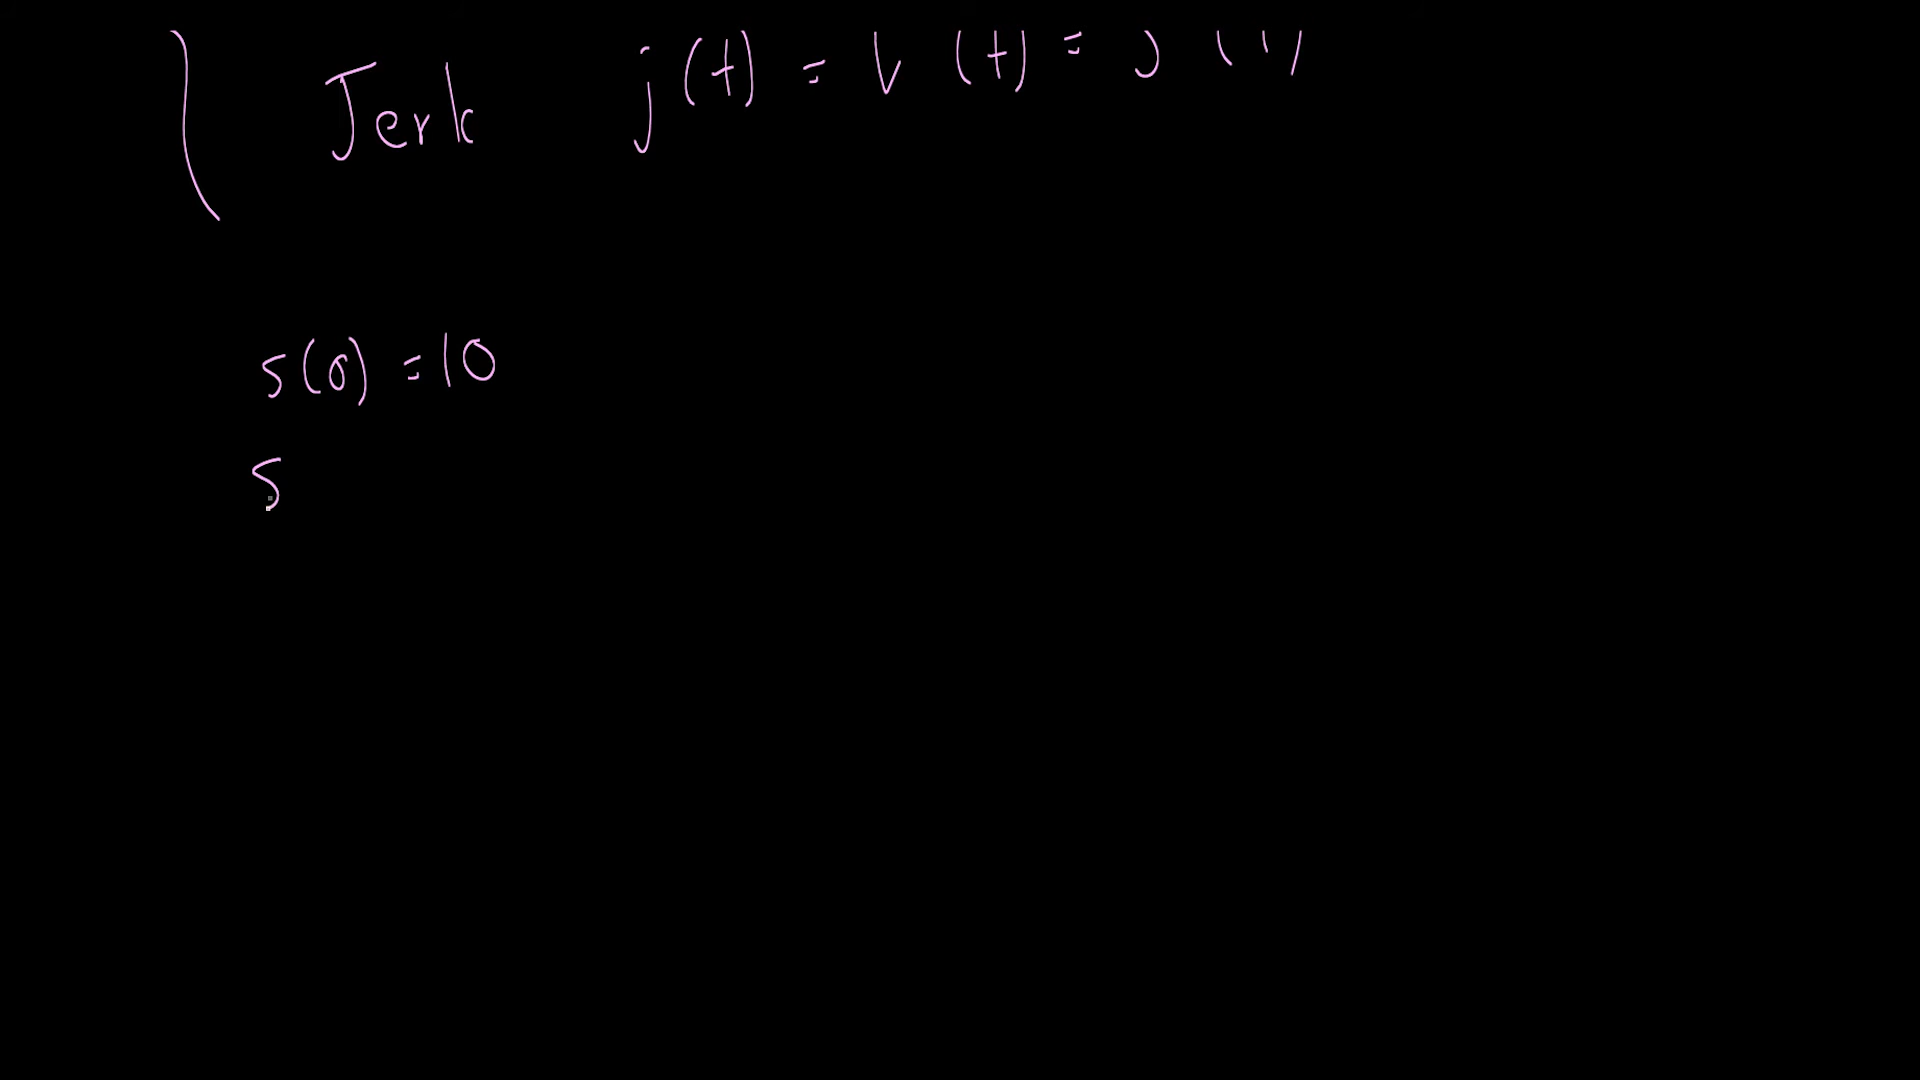 Jerk j(t) = v (t) =
s(0) = 10
s